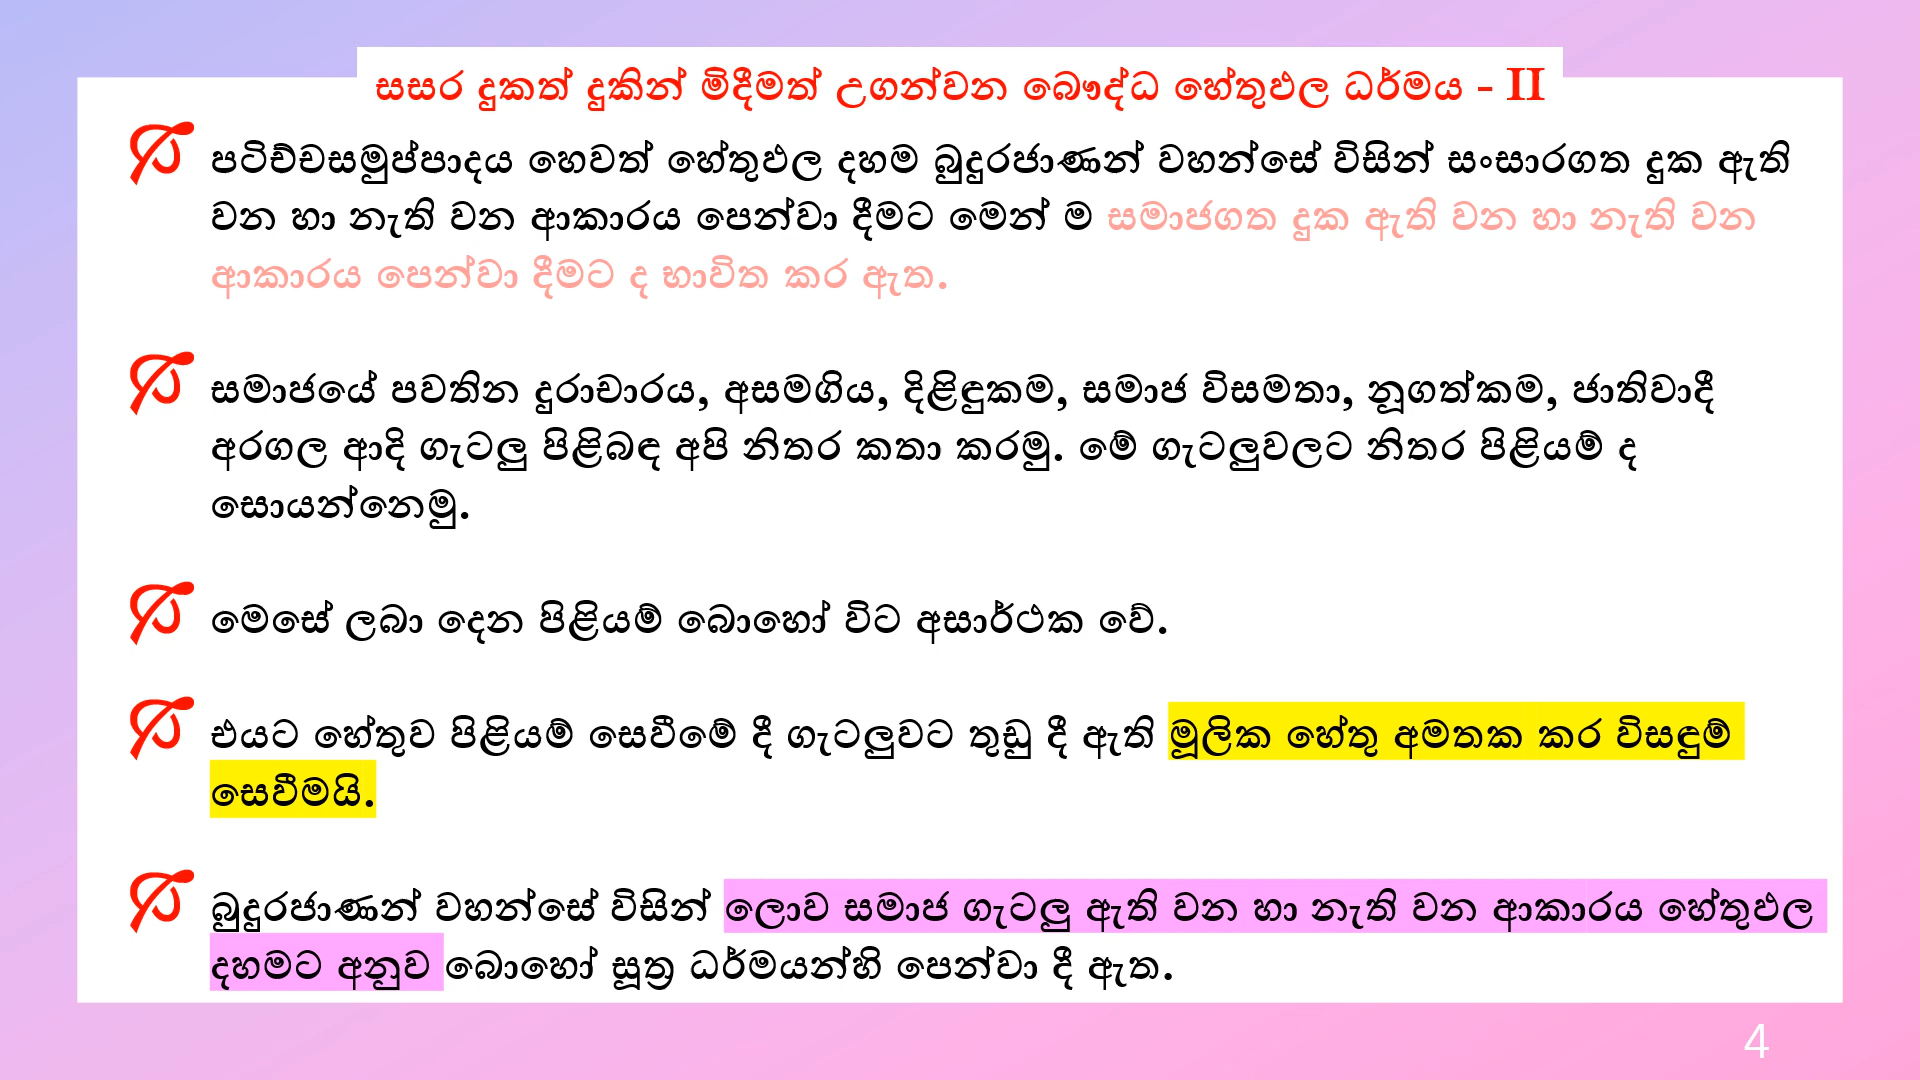 සසර දුකත් දුකින් මිදීමත් උගන්වන බෞද්ධ හේතුඵල ධර්මය - II
පටිච්චසමුප්පාදය හෙවත් හේතුඵල දහම බුදුරජාණන් වහන්සේ විසින් සංසාරගත දුක ඇති
වන හා නැති වන ආකාරය පෙන්වා දීමට මෙන් ම සමාජගත දුක ඇති වන හා නැති වන
ආකාරය පෙන්වා දීමට ද භාවිත කර ඇත.
සමාජයේ පවතින දුරාචාරය, අසමගිය, දිළිඳුකම, සමාජ විසමතා, නූගත්කම, ජාතිවාදී
අරගල ආදි ගැටලු පිළිබඳ අපි නිතර කතා කරමු. මේ ගැටලුවලට නිතර පිළියම් ද
සොයන්නෙමු.
මෙසේ ලබා දෙන පිළියම් බොහෝ විට අසාර්ථක වේ.
එයට හේතුව පිළියම් සෙවීමේ දී ගැටලුවට තුඩු දී ඇති මූලික හේතු අමතක කර විසඳුම්
සෙවීමයි.
බුදුරජාණන් වහන්සේ විසින් ලොව සමාජ ගැටලු ඇති වන හා නැති වන ආකාරය හේතුඵල
දහමට අනුව බොහෝ සූත්‍ර ධර්මයන්හි පෙන්වා දී ඇත.
4